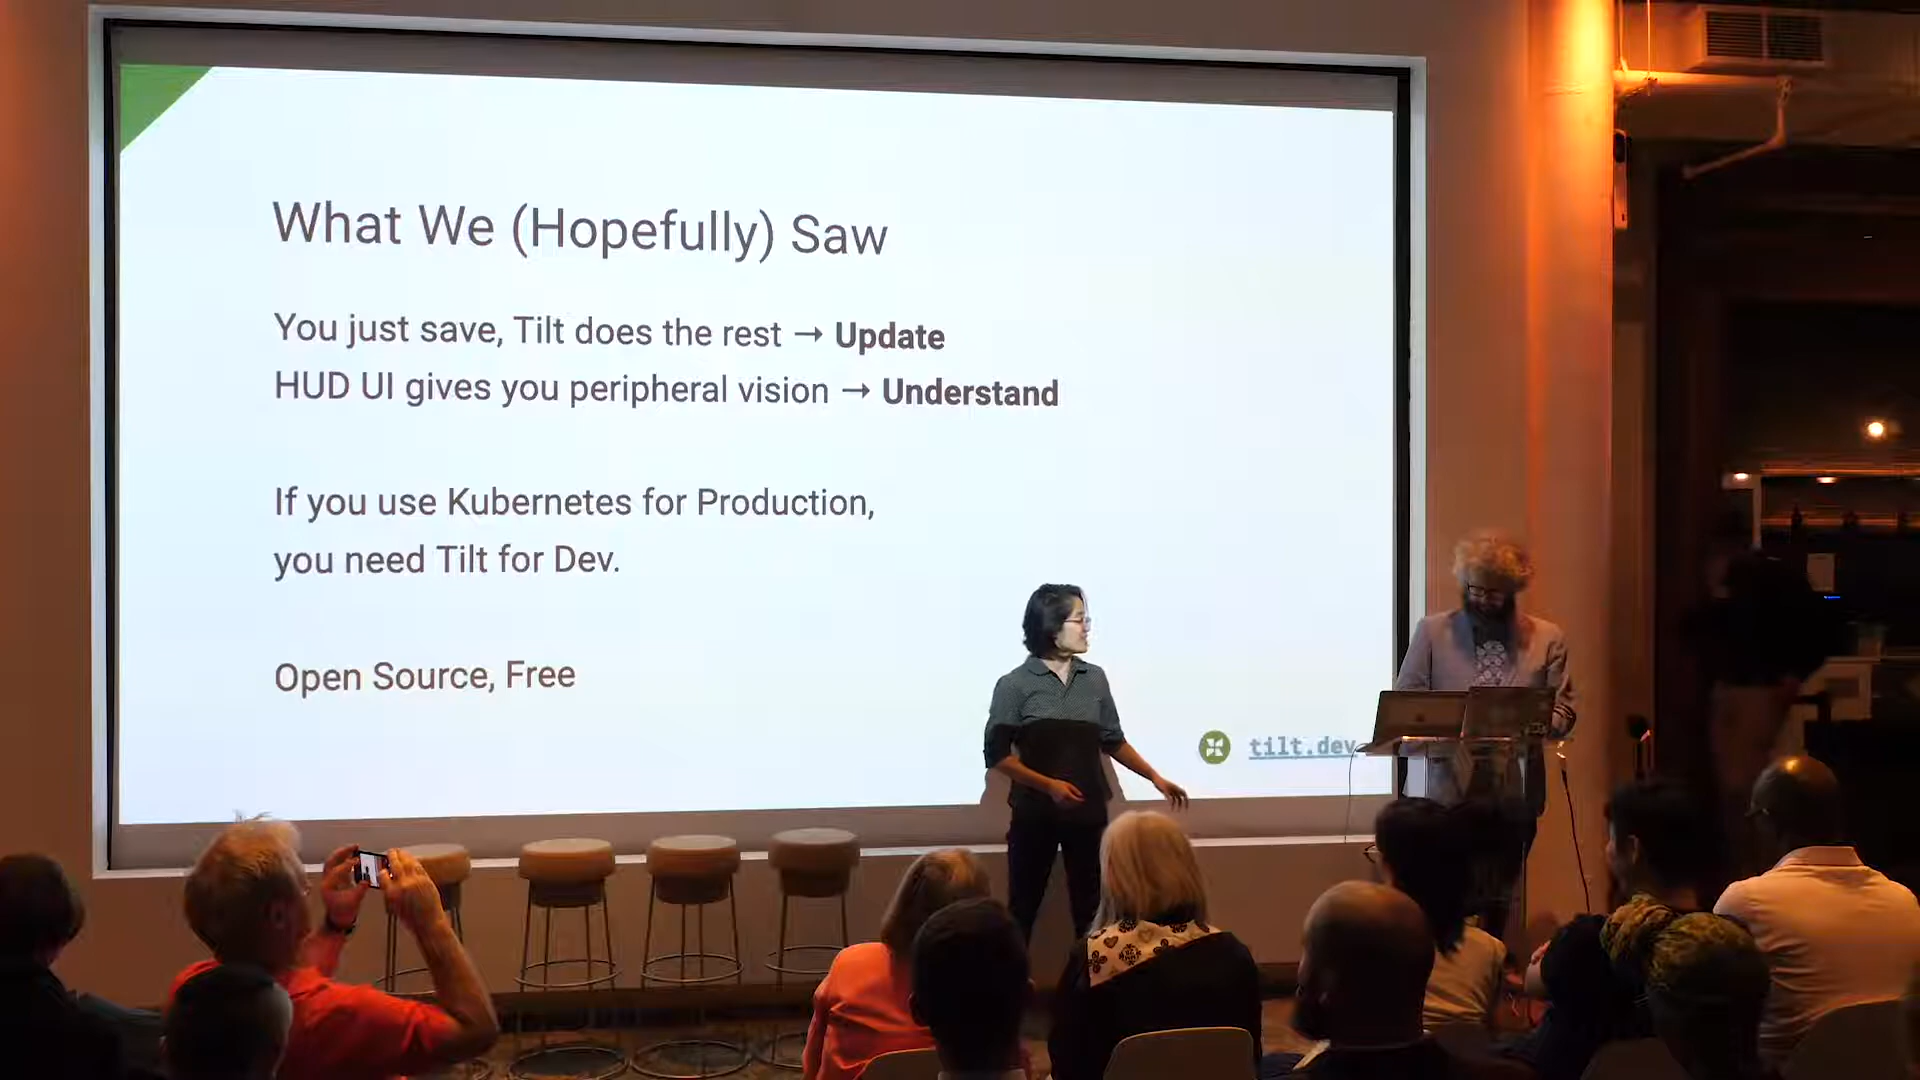 What We (Hopefully) Saw
You just save, Tilt does the rest → Update
HUD UI gives you peripheral vision → Understand
If you use Kubernetes for Production,
you need Tilt for Dev.
Open Source, Free
tilt.dev